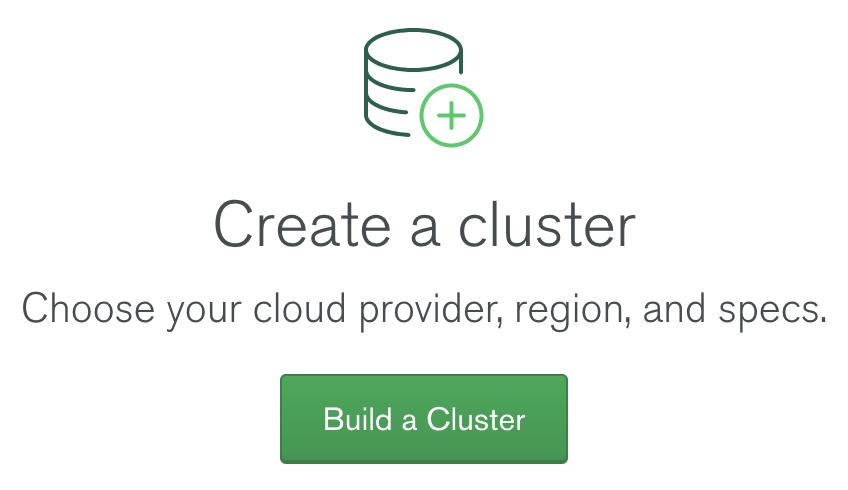 Create a cluster
Choose your cloud provider, region, and specs.
Build a Cluster